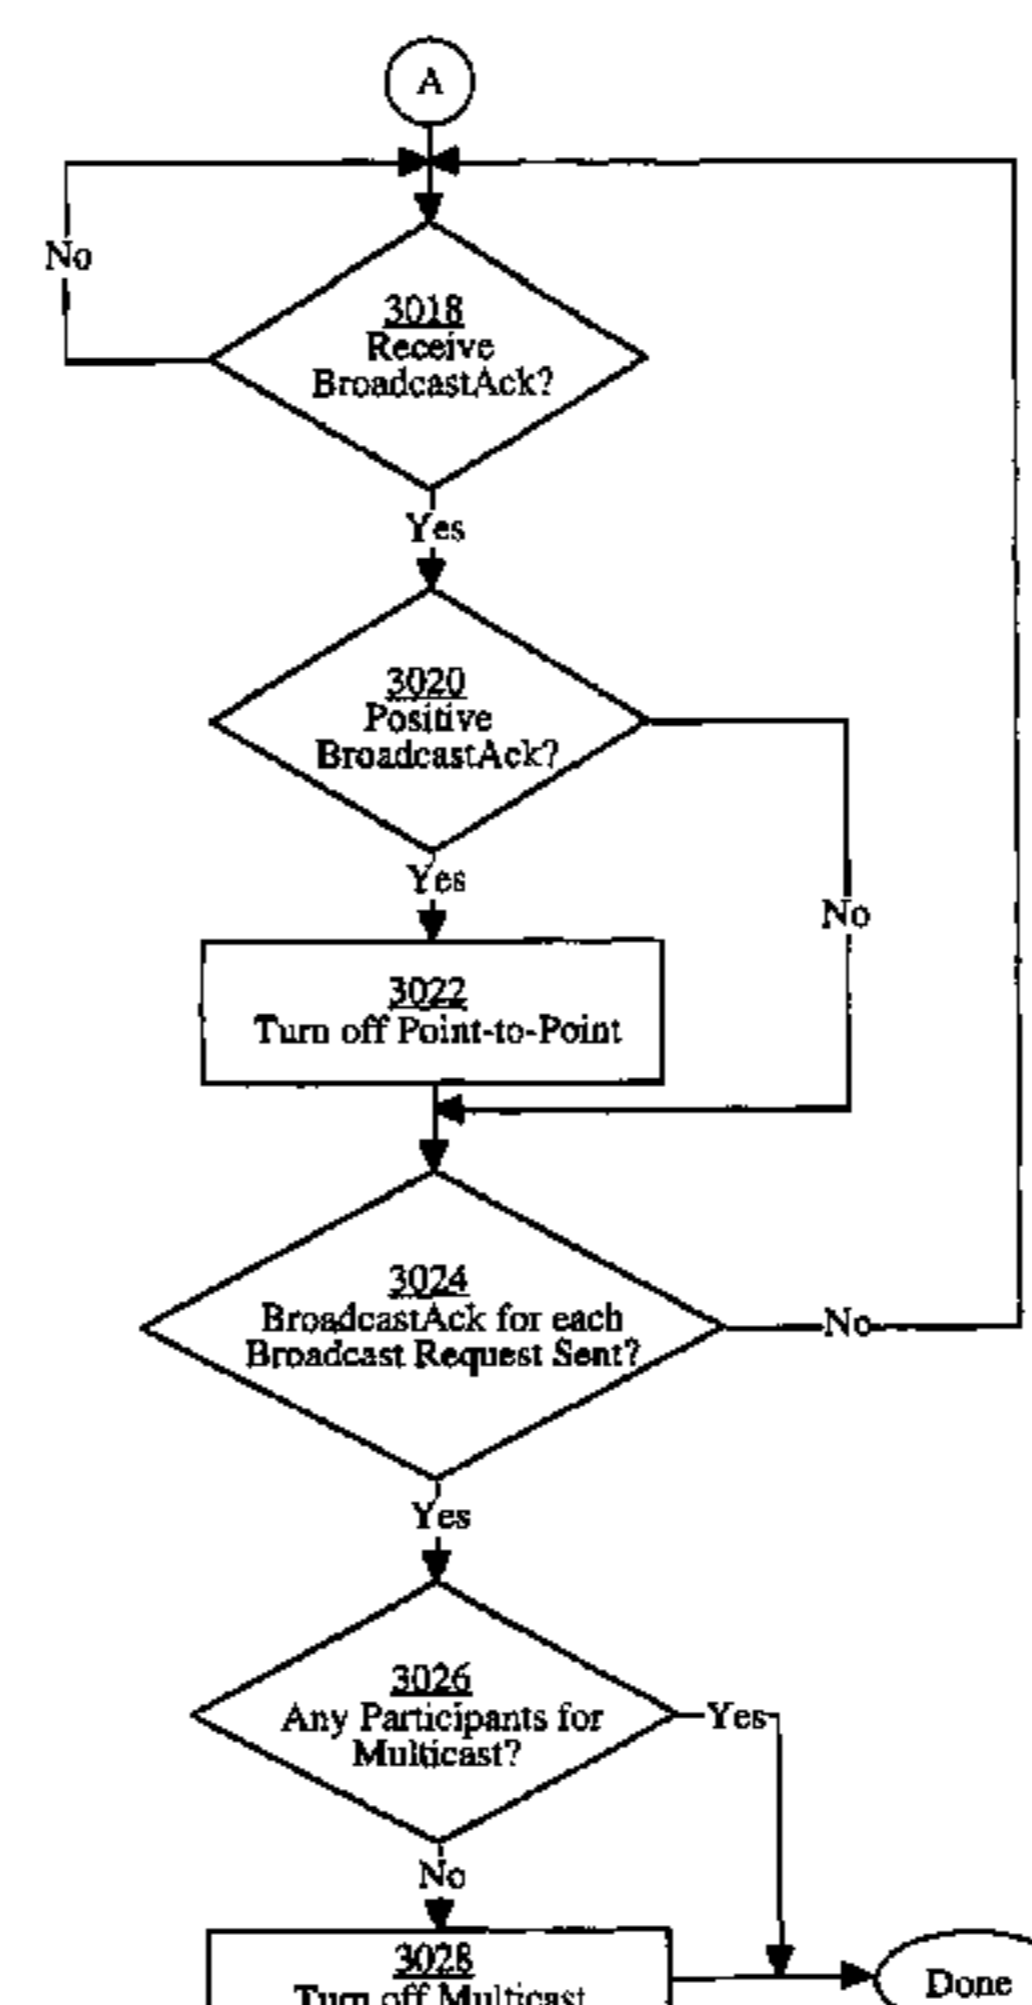 A
No
3018
Receive
BroadcastAck?
Yes
3020
Positive
BroadcastAck?
Yes
No
3022
Turn off Point-to-Point
3024
BroadcastAck for each
Broadcast Request Sent?
No
Yes
3026
Any Participants for
Multicast?
Yes
No
3028
Turn off Multicast
Done